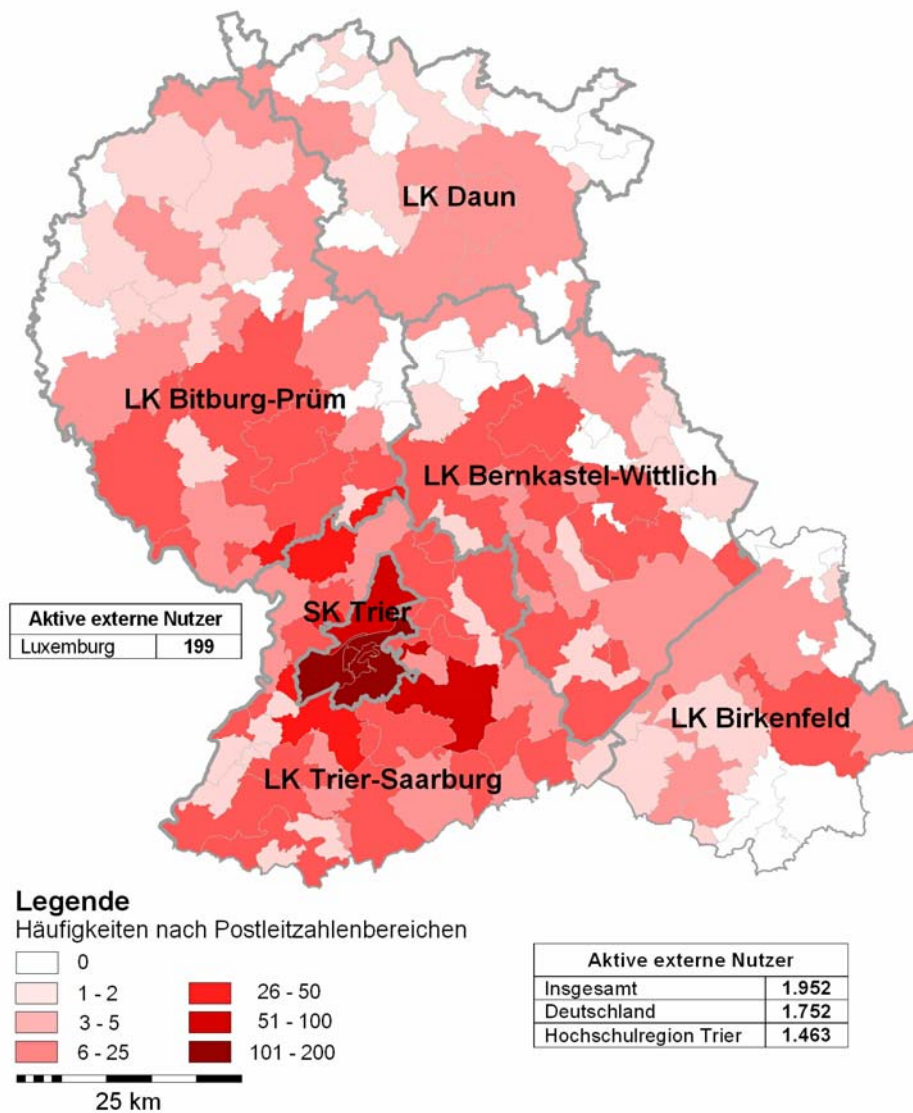 LK Daun
LK Bitburg-Prüm
LK Bernkastel-Wittlich
SK Trier
Aktive externe Nutzer
Luxemburg 199
LK Birkenfeld
LK Trier-Saarburg
Legende
Häufigkeiten nach Postleitzahlenbereichen
0
1 - 2
3 - 5
6 - 25
26 - 50
51 - 100
101 - 200
25 km
Aktive externe Nutzer
Insgesamt 1.952
Deutschland 1.752
Hochschulregion Trier 1.463